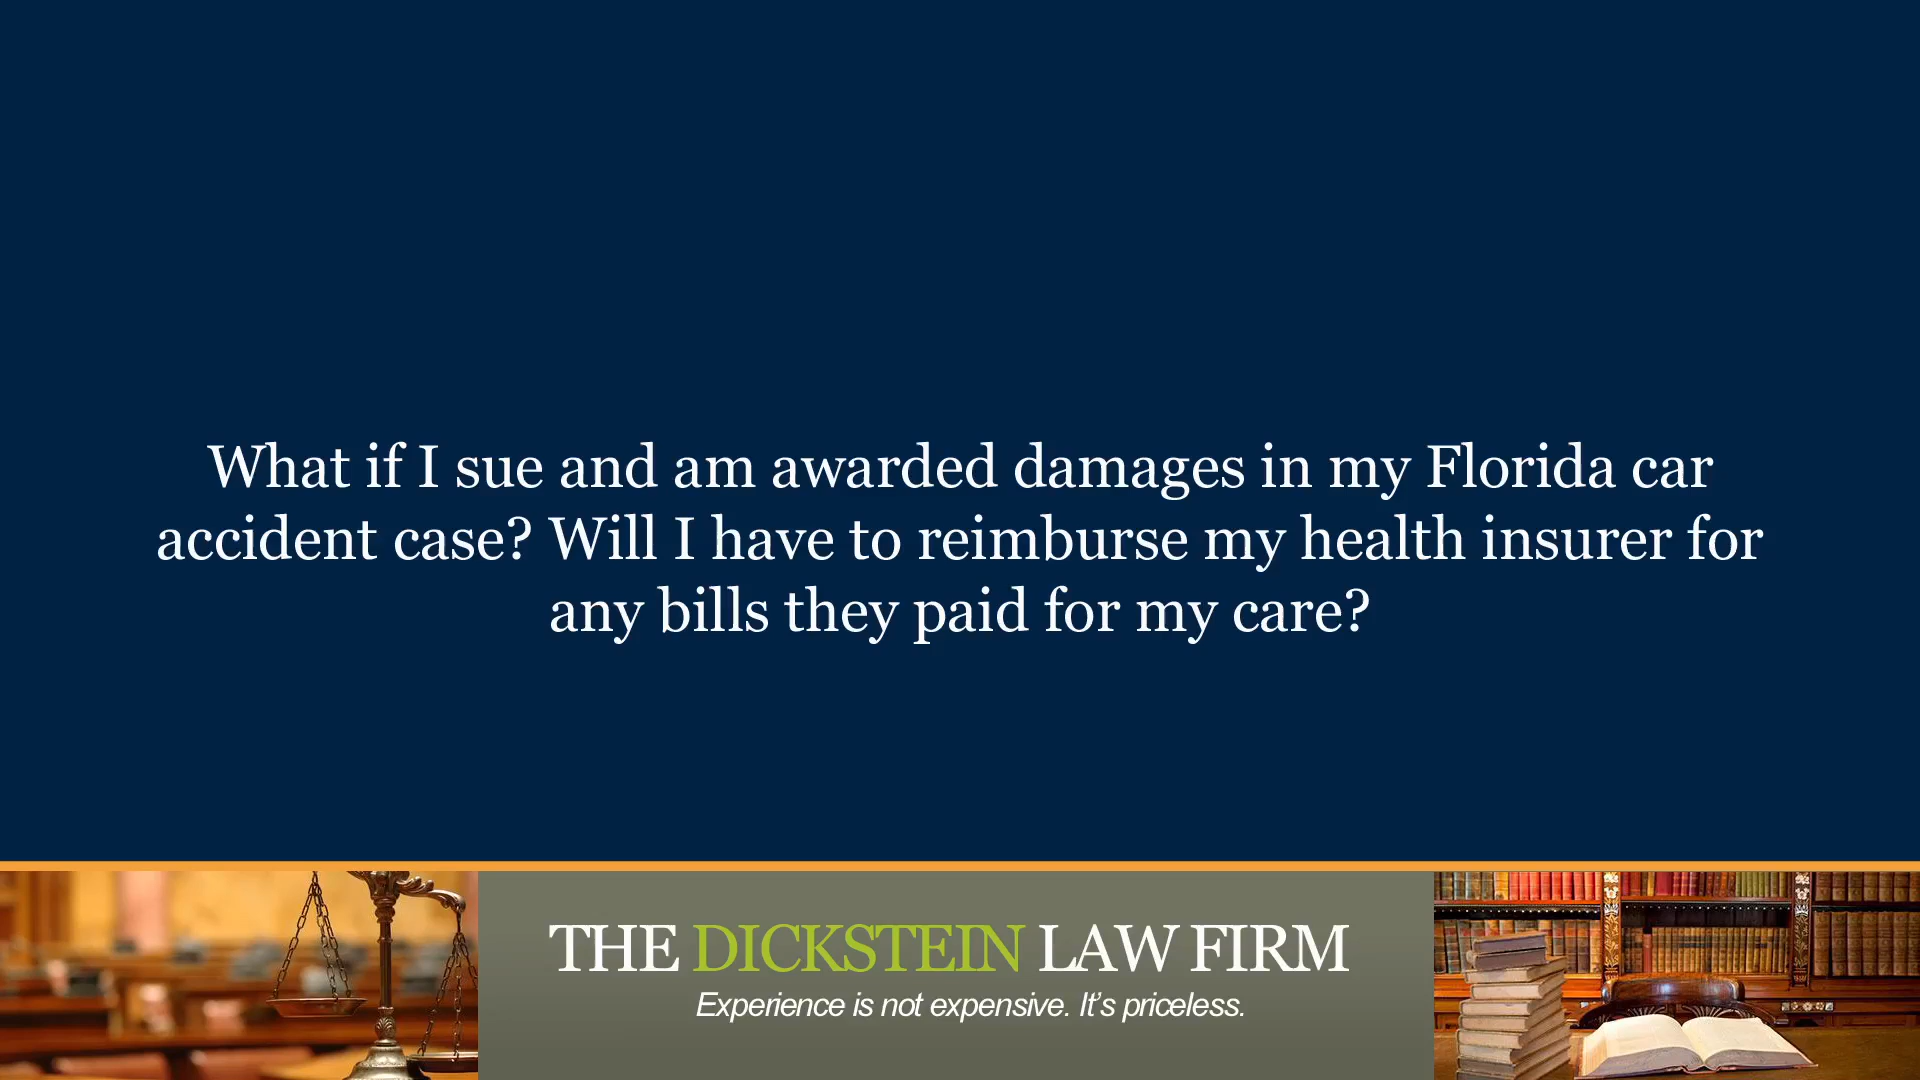 What if I sue and am awarded damages in my Florida car
accident case? Will I have to reimburse my health insurer for
any bills they paid for my care?
THE DICKSTEIN LAW FIRM
Experience is not expensive. It’s priceless.